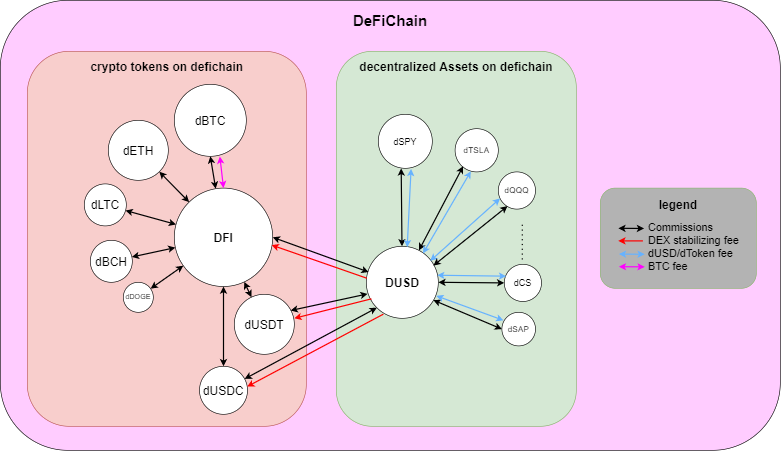 DeFiChain
crypto tokens on defichain
decentralized Assets on defichain
dBTC
dETH
dLTC
DFI
dBCH
dDOGE
dUSDT
dUSDC
dSPY
dTSLA
dQQQ
DUSD
dCS
dSAP
legend
Commissions
DEX stabilizing fee
dUSD/dToken fee
BTC fee